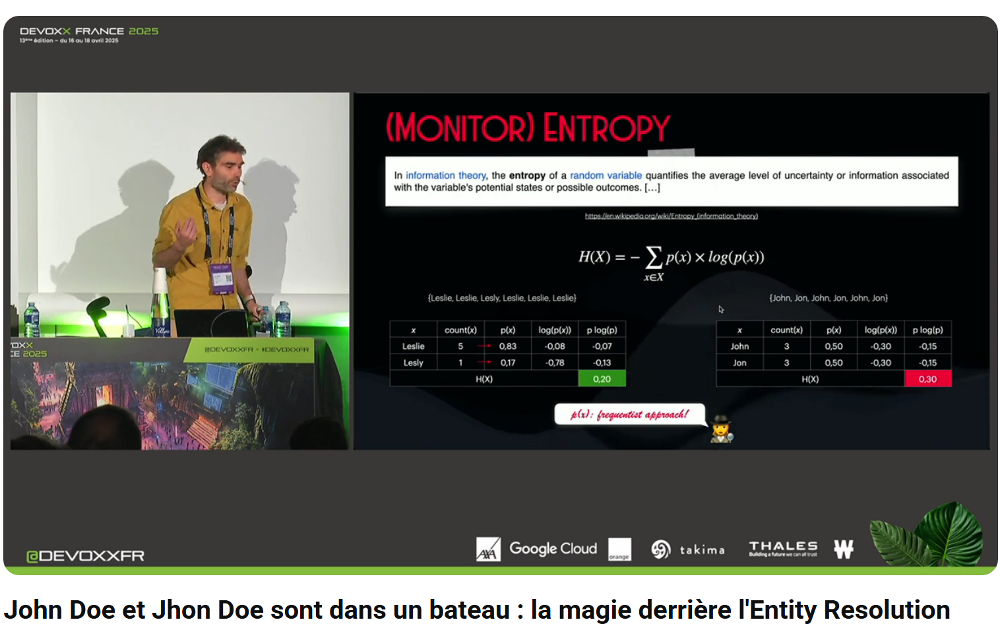 DEVOXX FRANCE 2025
13ème édition – du 16 au 18 avril 2025
(MONITOR) ENTROPY
In information theory, the entropy of a random variable quantifies the average level of uncertainty or information associated
with the variable's potential states or possible outcomes. […]
https://en.wikipedia.org/wiki/Entropy_(information_theory)
H(X) = − ∑ p(x) × log(p(x))
x∈X
{Leslie, Leslie, Lesly, Leslie, Leslie, Leslie}
x count(x) p(x) log(p(x)) p log(p)
Leslie 5 → 0,83 -0,08 -0,07
Lesly 1 → 0,17 -0,78 -0,13
H(X) 0,20
{John, Jon, John, Jon, John, Jon}
x count(x) p(x) log(p(x)) p log(p)
John 3 0,50 -0,30 -0,15
Jon 3 0,50 -0,30 -0,15
H(X) 0,30
p(x): frequentist approach!
OXX
CE 2025
@DEVOXXFR - #DEVOXXFR
@DEVOXXFR
AXA
Google Cloud
orange
takima
THALES
Building a future we can all trust
W
John Doe et Jhon Doe sont dans un bateau : la magie derrière l'Entity Resolution